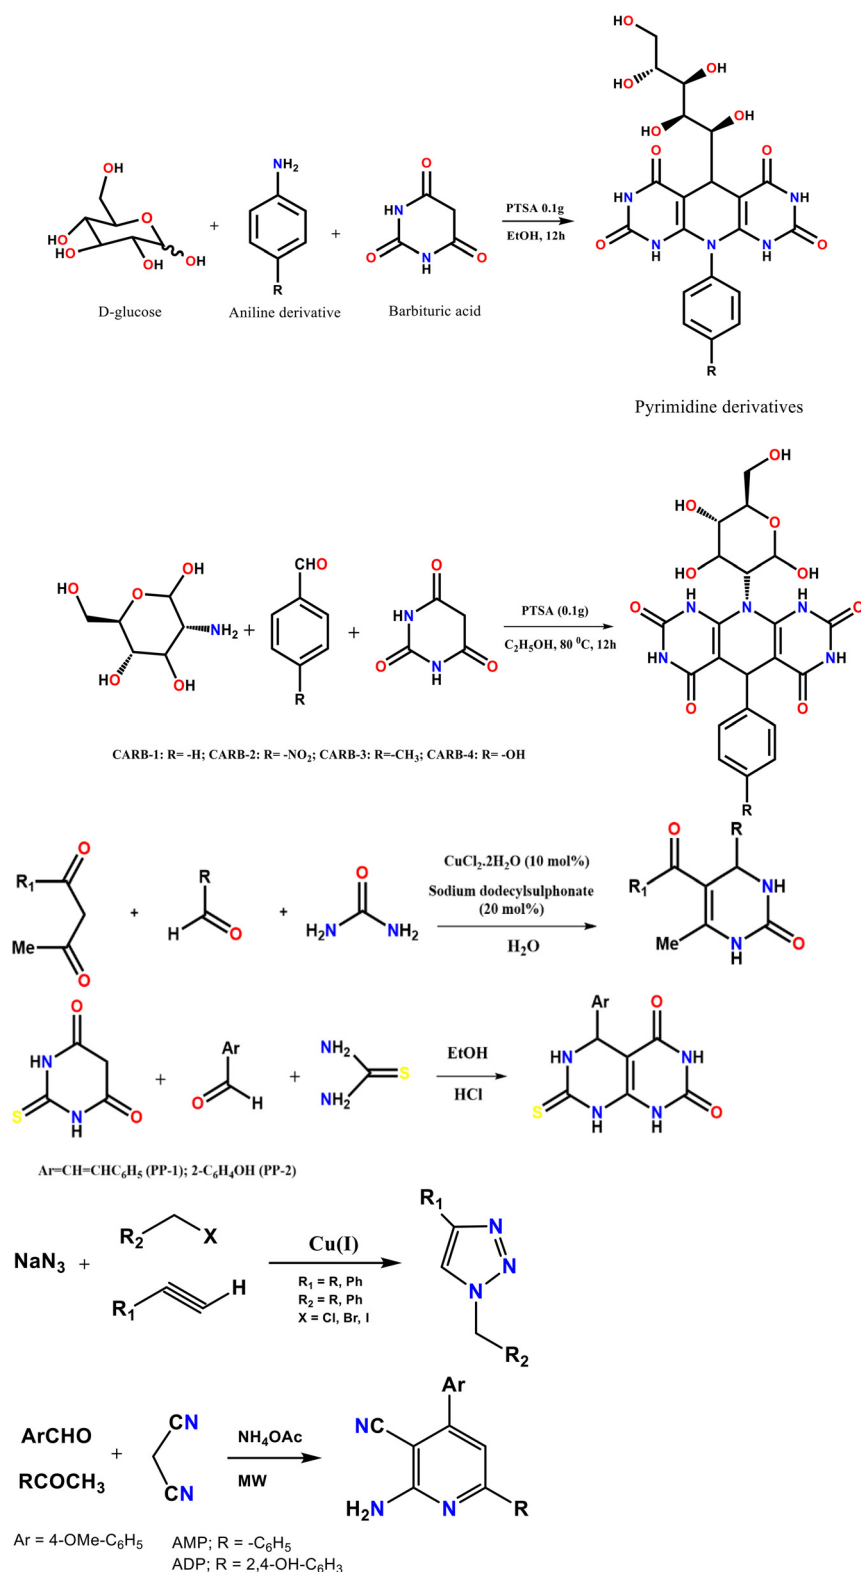 HO
HO OH
HO OH
O O
HN NH
O N N N O
H H
R
OH
HO O
HO
HO OH OH
D-glucose
+
NH₂
R
Aniline derivative
+
O
HN
O N O
H
Barbituric acid
PTSA 0.1g
EtOH, 12h
Pyrimidine derivatives
HO OH
O
HO NH₂
HO
+
CHO
R
+
O
HN
O N O
H
PTSA (0.1g)
C₂H₅OH, 80 ⁰C, 12h
OH
HO O
HO OH
H H
O N N N O
HN NH
O O
R
CARB-1: R= -H; CARB-2: R= -NO₂; CARB-3: R=-CH₃; CARB-4: R= -OH
O
R₁
Me
O
+
R
H O
+
O
H₂N NH₂
CuCl₂.2H₂O (10 mol%)
Sodium dodecylsulphonate
(20 mol%)
H₂O
O R
R₁ NH
Me N O
H
O
HN
S N O
H
+
Ar
O H
+
NH₂
S
NH₂
EtOH
HCl
Ar O
HN NH
S N N O
H H
Ar=CH=CHC₆H₅ (PP-1); 2-C₆H₄OH (PP-2)
NaN₃ +
R₂ X
R₁ H
Cu(I)
R₁ = R, Ph
R₂ = R, Ph
X = Cl, Br, I
R₁
N
N
N
R₂
ArCHO
RCOCH₃
+
CN
CN
NH₄OAc
MW
Ar
NC
H₂N N R
Ar = 4-OMe-C₆H₅
AMP; R = -C₆H₅
ADP; R = 2,4-OH-C₆H₃